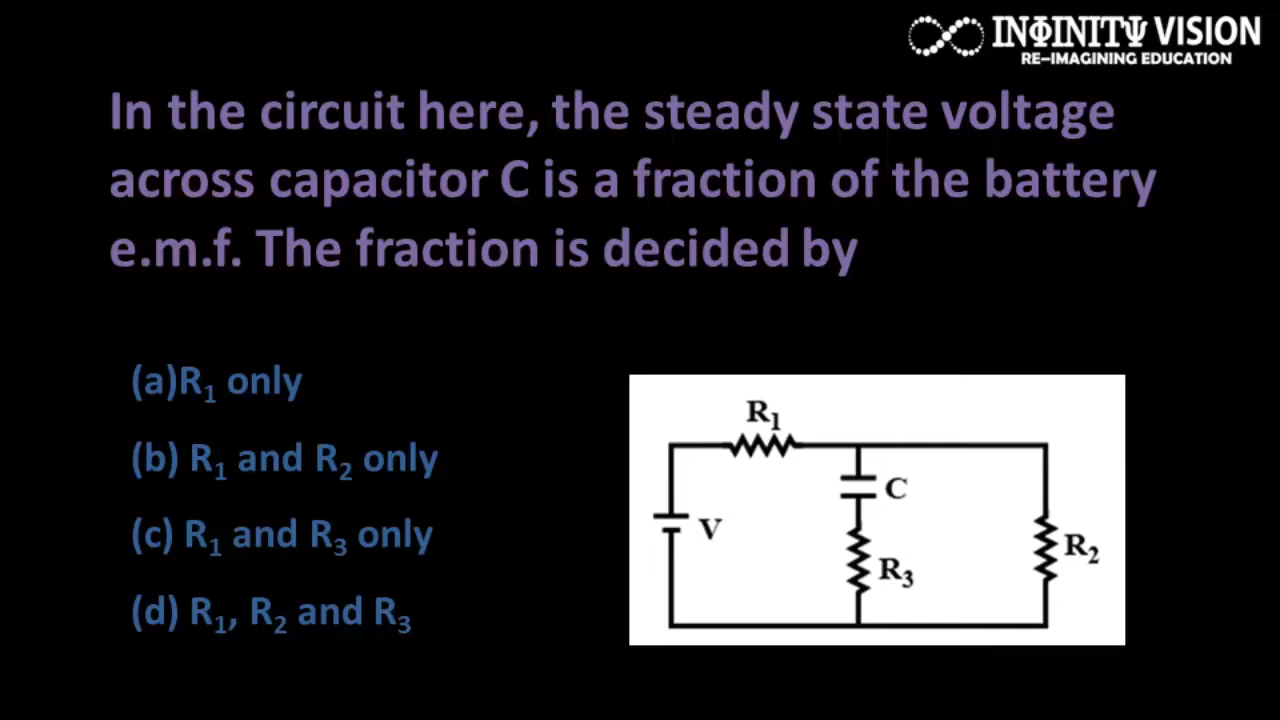 INΦINITΨ VISION
RE-IMAGINING EDUCATION
In the circuit here, the steady state voltage
across capacitor C is a fraction of the battery
e.m.f. The fraction is decided by
(a)R₁ only
(b) R₁ and R₂ only
(c) R₁ and R₃ only
(d) R₁, R₂ and R₃
R₁
C
V
R₂
R₃